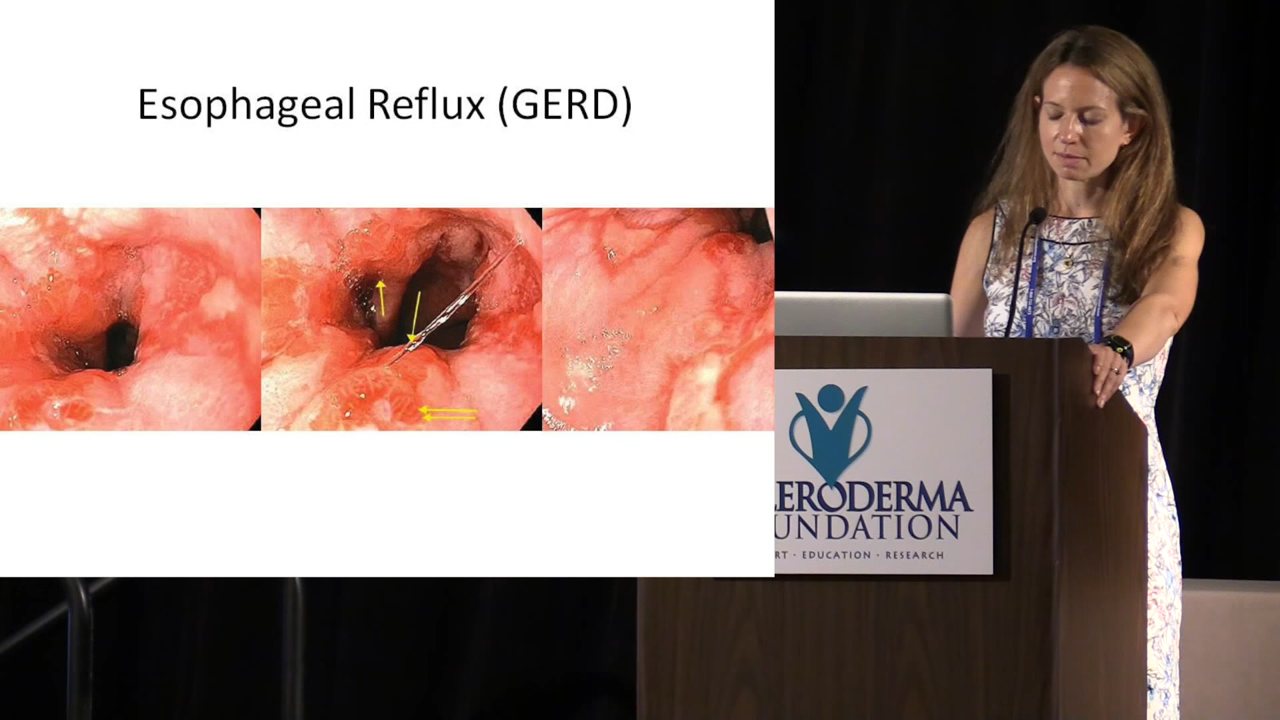 Esophageal Reflux (GERD)
ERODERMA
UNDATION
RT · EDUCATION · RESEARCH